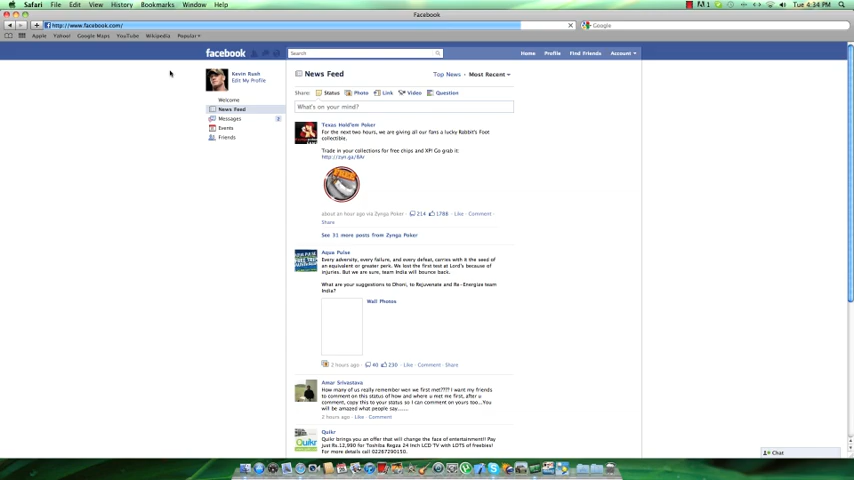 Safari File Edit View History Bookmarks Window Help
1 Tue 4:34 PM
Facebook
http://www.facebook.com/
Google
Apple Yahoo! Google Maps YouTube Wikipedia Popular
facebook
Search
Home Profile Find Friends Account
Kevin Rush
Edit My Profile
Welcome
News Feed
Messages 2
Events
Friends
News Feed
Top News · Most Recent
Share: Status Photo Link Video Question
What's on your mind?
Texas Hold'em Poker
For the next two hours, we are giving all our fans a lucky Rabbit's Foot
collectible.
Trade in your collections for free chips and XP! Go grab it:
http://zyn.ga/8Ar
FREE
about an hour ago via Zynga Poker · 214 1788 · Like · Comment ·
Share
See 31 more posts from Zynga Poker
Aqua Pulse
Every adversity, every failure, and every defeat, carries with it the seed of
an equivalent or greater perk. We lost the first test at Lord's because of
injuries. But we are sure, team India will bounce back.
What are your suggestions to Dhoni, to Rejuvenate and Re-Energize team
India?
Wall Photos
2 hours ago · 40 230 · Like · Comment · Share
Amar Srivastava
How many of us really remember wen we first met???? I want my friends
to comment on this status of how and where u met me first, after u
comment, copy this to your status so I can comment on yours too...You
will be amazed what people say......
2 hours ago · Like · Comment
Quikr
Quikr
Quikr brings you an offer that will change the face of entertainment!! Pay
just Rs.12,990 for Toshiba Regza 24 Inch LCD TV with LOTS of freebies!
For more details call 02267290150.
Chat